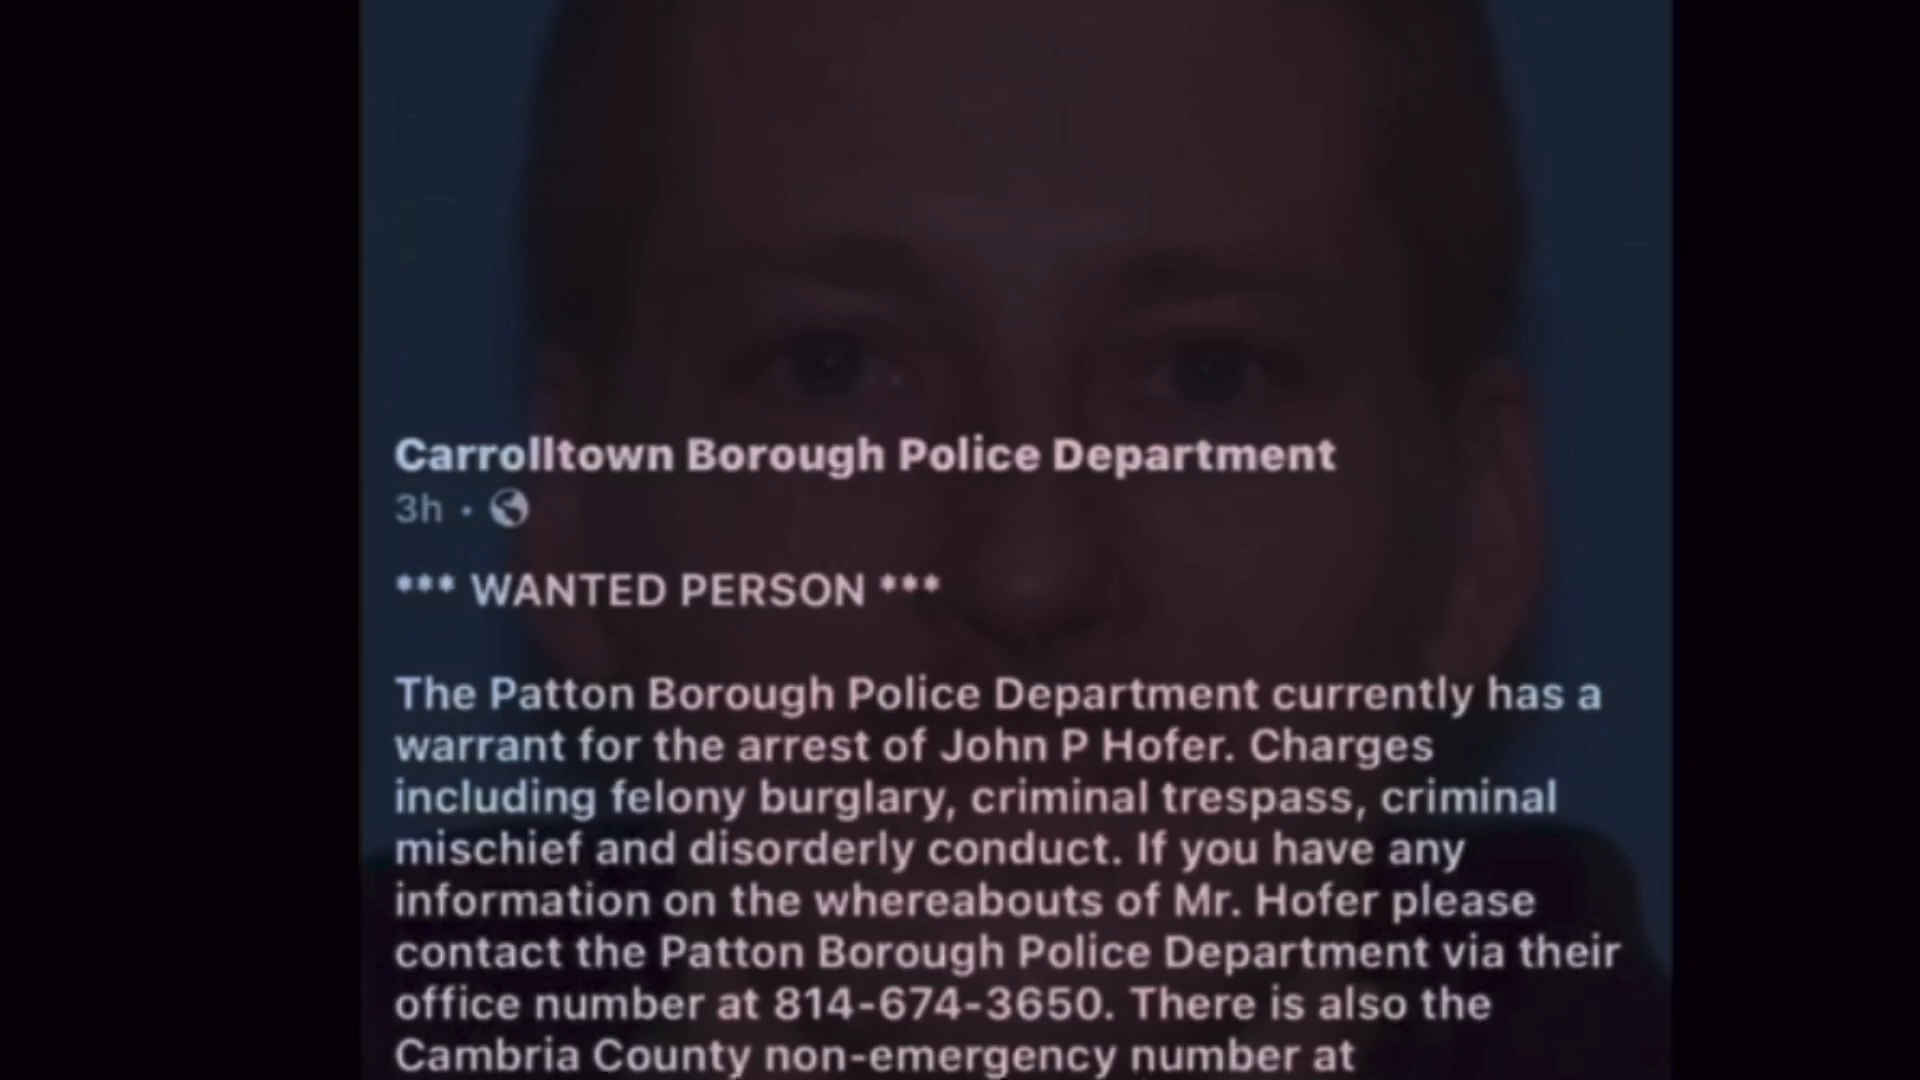 Carrolltown Borough Police Department
3h ·
*** WANTED PERSON ***
The Patton Borough Police Department currently has a
warrant for the arrest of John P Hofer. Charges
including felony burglary, criminal trespass, criminal
mischief and disorderly conduct. If you have any
information on the whereabouts of Mr. Hofer please
contact the Patton Borough Police Department via their
office number at 814-674-3650. There is also the
Cambria County non-emergency number at